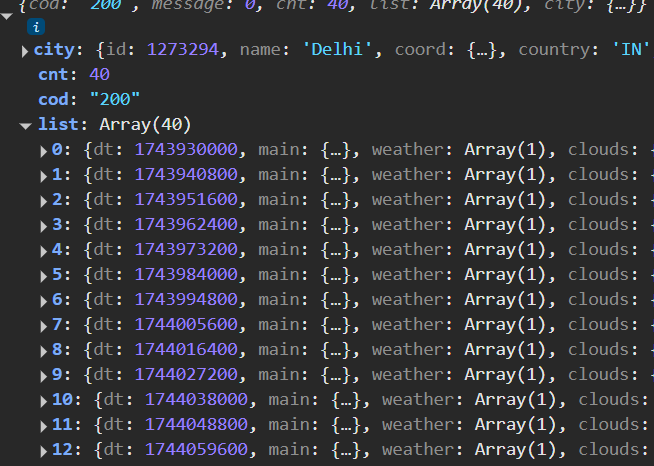 {cod: "200", message: 0, cnt: 40, list: Array(40), city: {…}}
i
city: {id: 1273294, name: 'Delhi', coord: {…}, country: 'IN'
cnt: 40
cod: "200"
list: Array(40)
0: {dt: 1743930000, main: {…}, weather: Array(1), clouds: {
1: {dt: 1743940800, main: {…}, weather: Array(1), clouds: {
2: {dt: 1743951600, main: {…}, weather: Array(1), clouds: {
3: {dt: 1743962400, main: {…}, weather: Array(1), clouds: {
4: {dt: 1743973200, main: {…}, weather: Array(1), clouds: {
5: {dt: 1743984000, main: {…}, weather: Array(1), clouds: {
6: {dt: 1743994800, main: {…}, weather: Array(1), clouds: {
7: {dt: 1744005600, main: {…}, weather: Array(1), clouds: {
8: {dt: 1744016400, main: {…}, weather: Array(1), clouds: {
9: {dt: 1744027200, main: {…}, weather: Array(1), clouds: {
10: {dt: 1744038000, main: {…}, weather: Array(1), clouds:
11: {dt: 1744048800, main: {…}, weather: Array(1), clouds:
12: {dt: 1744059600, main: {…}, weather: Array(1), clouds: